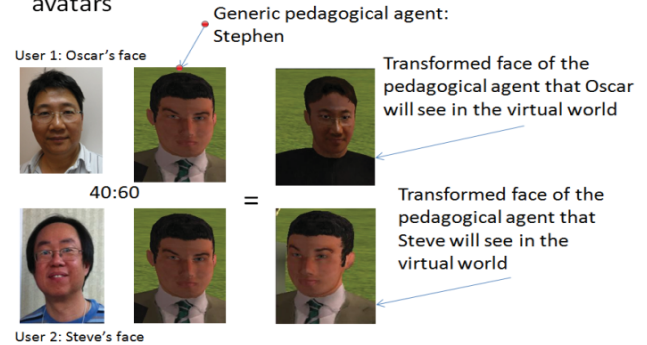 avatars
Generic pedagogical agent:
Stephen
User 1: Oscar's face
Transformed face of the
pedagogical agent that Oscar
will see in the virtual world
40:60
=
Transformed face of the
pedagogical agent that
Steve will see in the
virtual world
User 2: Steve's face